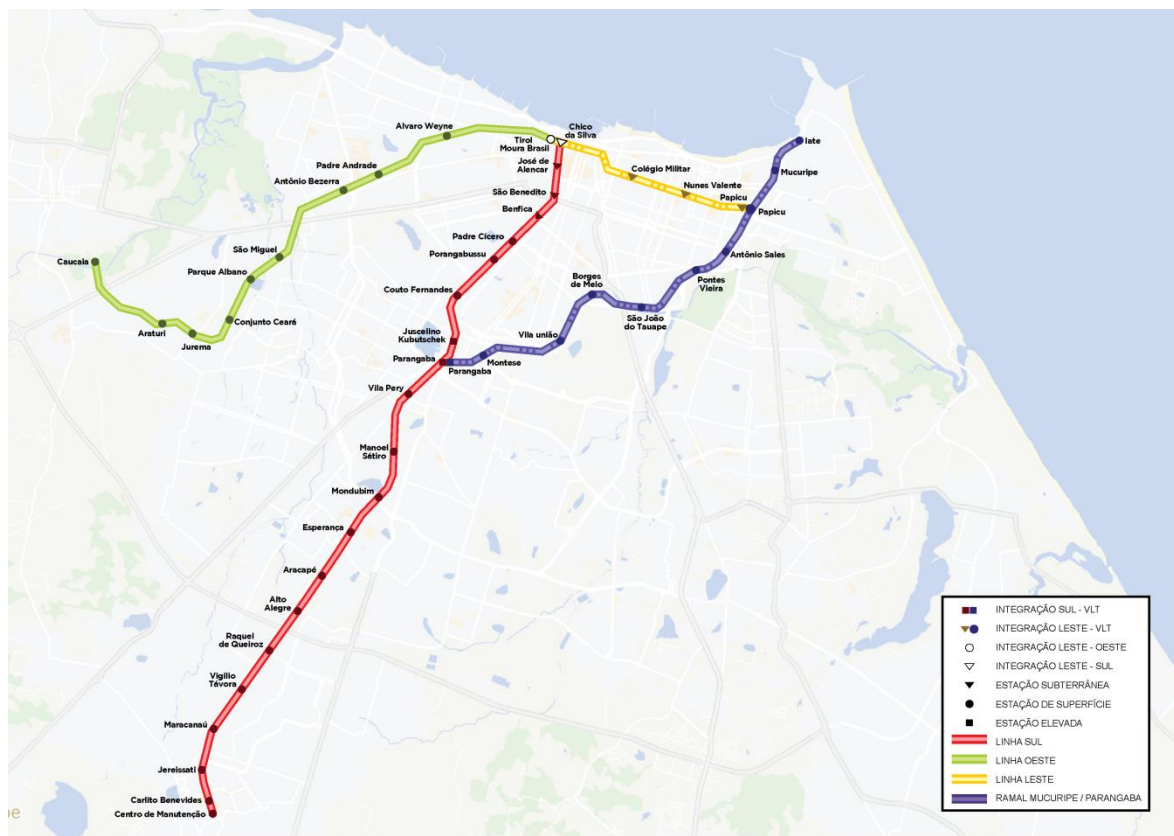 Chico
da Silva
Tirol
Moura Brasil
Alvaro Weyne
José de
Alencar
Padre Andrade
Antônio Bezerra
São Benedito
Benfica
Colégio Militar
Nunes Valente
Papicu
Papicu
Iate
Mucuripe
Antônio Sales
Pontes
Vieira
São João
do Tauape
Borges
de Melo
Vila união
Montese
Parangaba
Caucaia
São Miguel
Parque Albano
Conjunto Ceará
Araturi
Jurema
Padre Cícero
Porangabussu
Couto Fernandes
Juscelino
Kubutschek
Parangaba
Vila Pery
Manoel
Sátiro
Mondubim
Esperança
Aracapé
Alto
Alegre
Raquel
de Queiroz
Vigílio
Távora
Maracanaú
Jereissati
Carlito Benevides
Centro de Manutenção
pe
INTEGRAÇÃO SUL - VLT
INTEGRAÇÃO LESTE - VLT
INTEGRAÇÃO LESTE - OESTE
INTEGRAÇÃO LESTE - SUL
ESTAÇÃO SUBTERRÂNEA
ESTAÇÃO DE SUPERFÍCIE
ESTAÇÃO ELEVADA
LINHA SUL
LINHA OESTE
LINHA LESTE
RAMAL MUCURIPE / PARANGABA